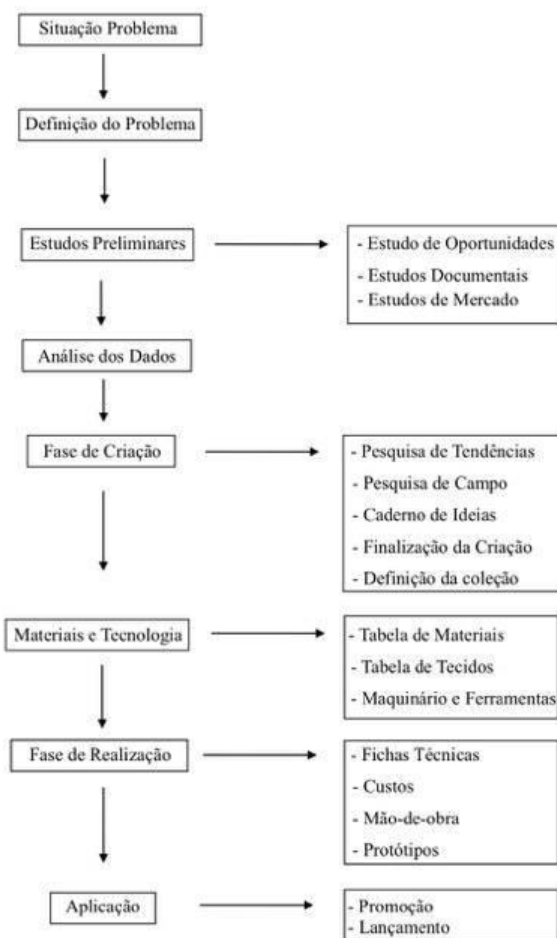 Situação Problema
Definição do Problema
Estudos Preliminares
- Estudo de Oportunidades
- Estudos Documentais
- Estudos de Mercado
Análise dos Dados
Fase de Criação
- Pesquisa de Tendências
- Pesquisa de Campo
- Caderno de Ideias
- Finalização da Criação
- Definição da coleção
Materiais e Tecnologia
- Tabela de Materiais
- Tabela de Tecidos
- Maquinário e Ferramentas
Fase de Realização
- Fichas Técnicas
- Custos
- Mão-de-obra
- Protótipos
Aplicação
- Promoção
- Lançamento